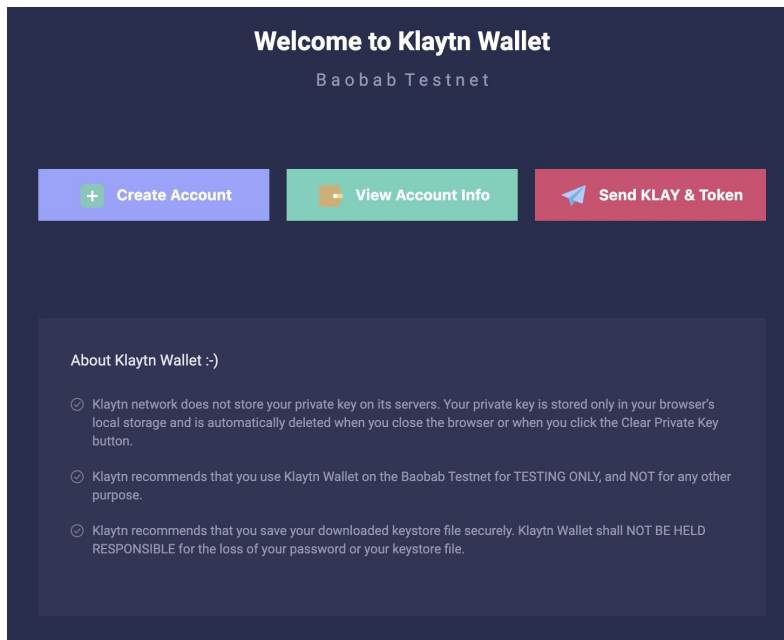 Welcome to Klaytn Wallet
Baobab Testnet
Create Account
View Account Info
Send KLAY & Token
About Klaytn Wallet :-)
Klaytn network does not store your private key on its servers. Your private key is stored only in your browser's
local storage and is automatically deleted when you close the browser or when you click the Clear Private Key
button.
Klaytn recommends that you use Klaytn Wallet on the Baobab Testnet for TESTING ONLY, and NOT for any other
purpose.
Klaytn recommends that you save your downloaded keystore file securely. Klaytn Wallet shall NOT BE HELD
RESPONSIBLE for the loss of your password or your keystore file.